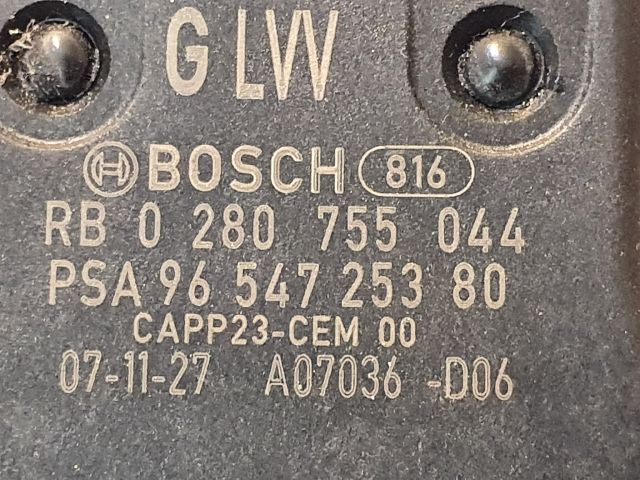 G LW
BOSCH 816
RB 0 280 755 044
PSA 96 547 253 80
CAPP23-CEM 00
07-11-27 A07036 -D06